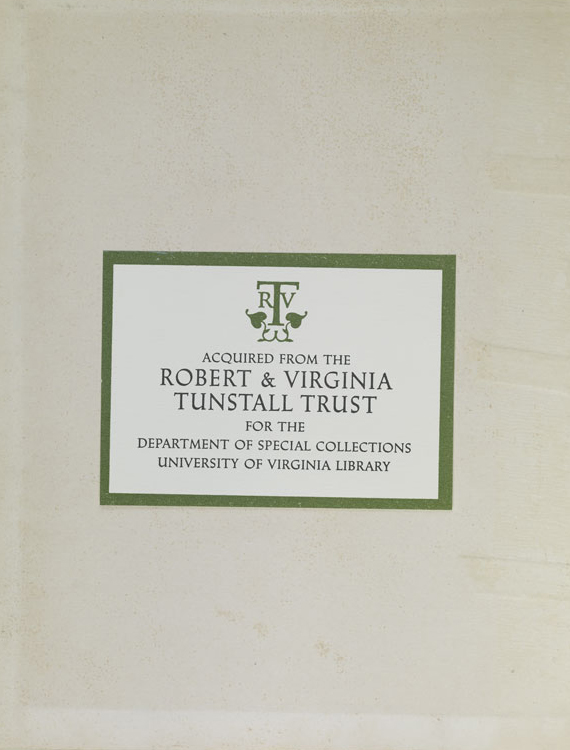 RTV
ACQUIRED FROM THE
ROBERT & VIRGINIA
TUNSTALL TRUST
FOR THE
DEPARTMENT OF SPECIAL COLLECTIONS
UNIVERSITY OF VIRGINIA LIBRARY